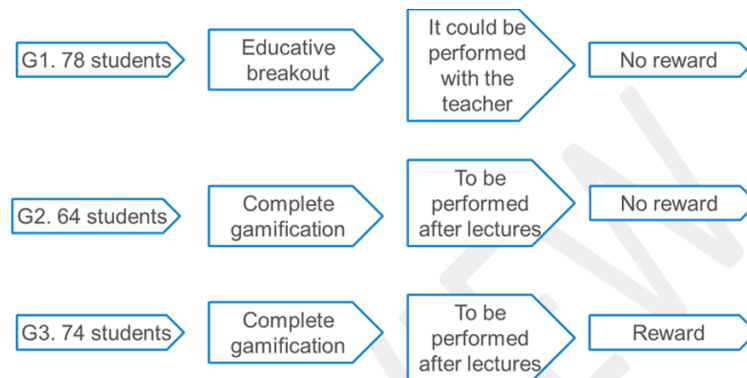 G1. 78 students
Educative
breakout
It could be
performed
with the
teacher
No reward
G2. 64 students
Complete
gamification
To be
performed
after lectures
No reward
G3. 74 students
Complete
gamification
To be
performed
after lectures
Reward